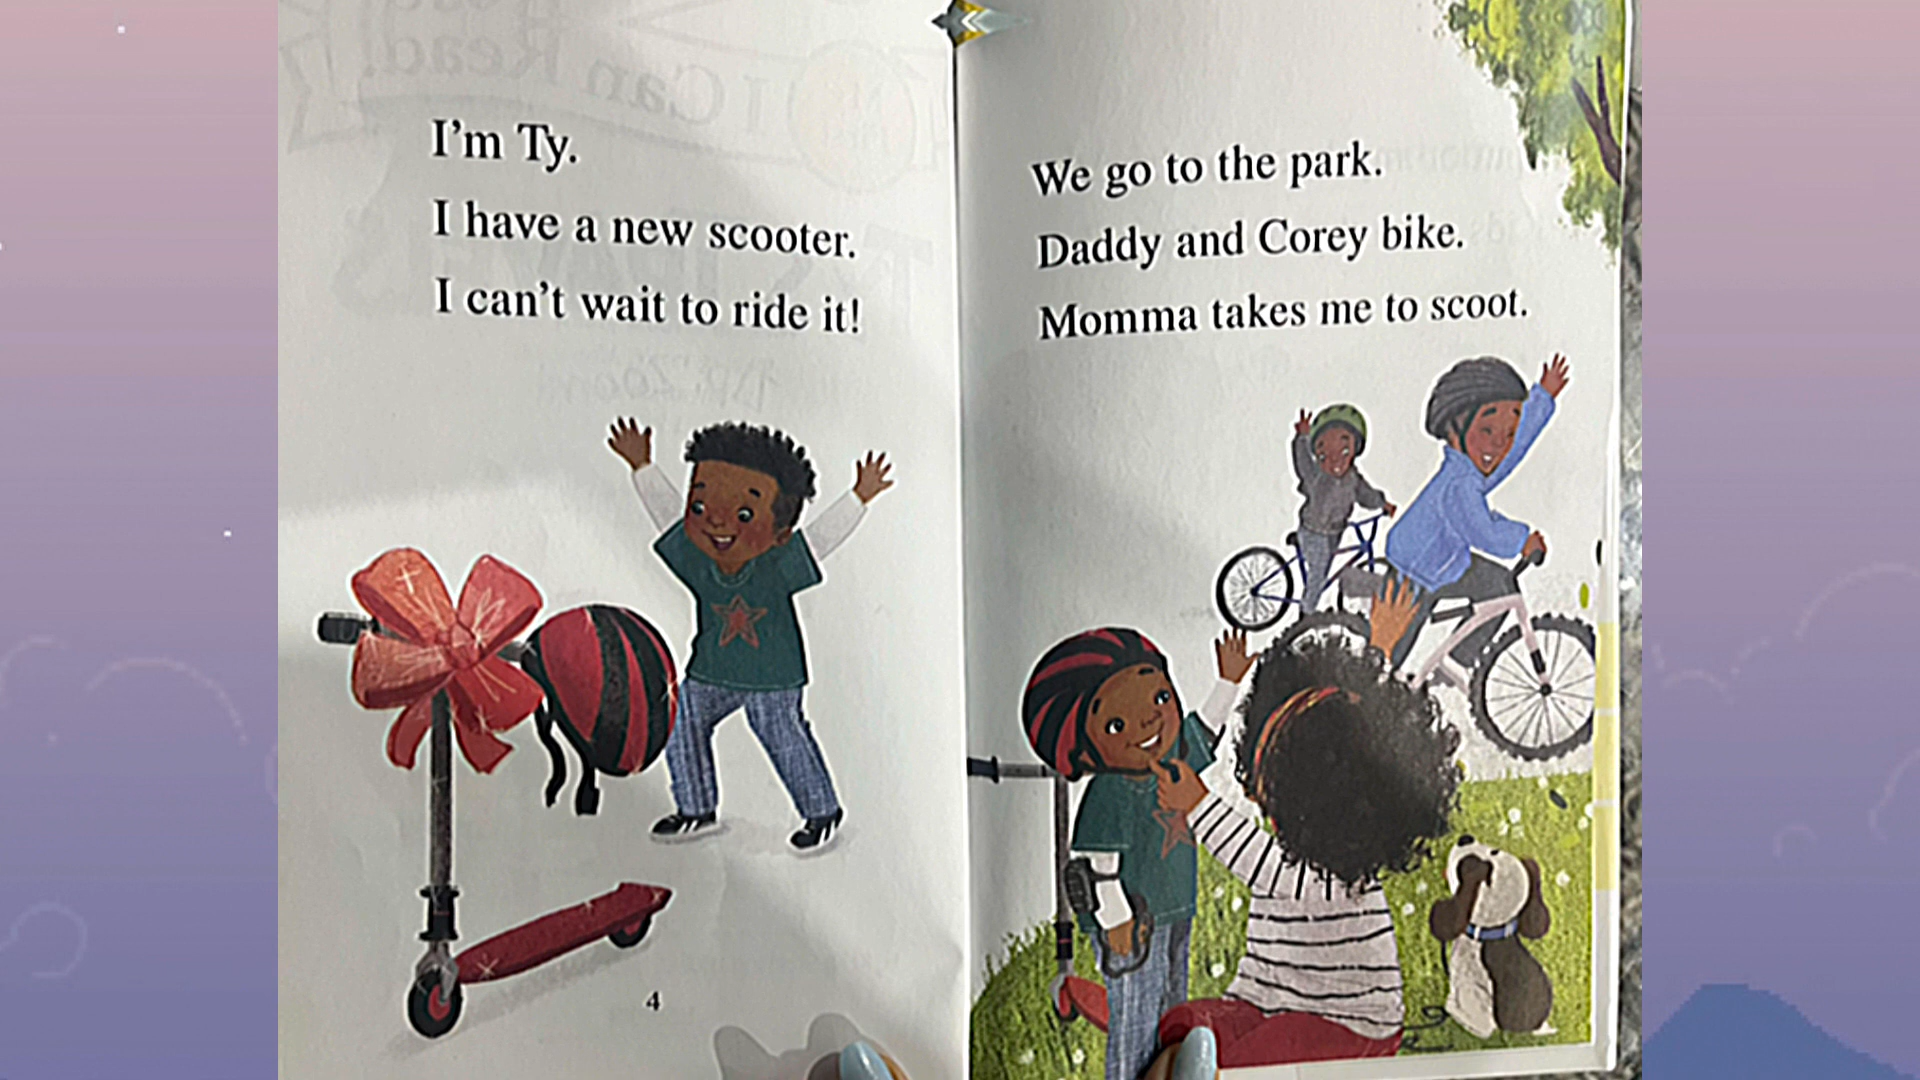 I'm Ty.
I have a new scooter.
I can't wait to ride it!
4
We go to the park.
Daddy and Corey bike.
Momma takes me to scoot.